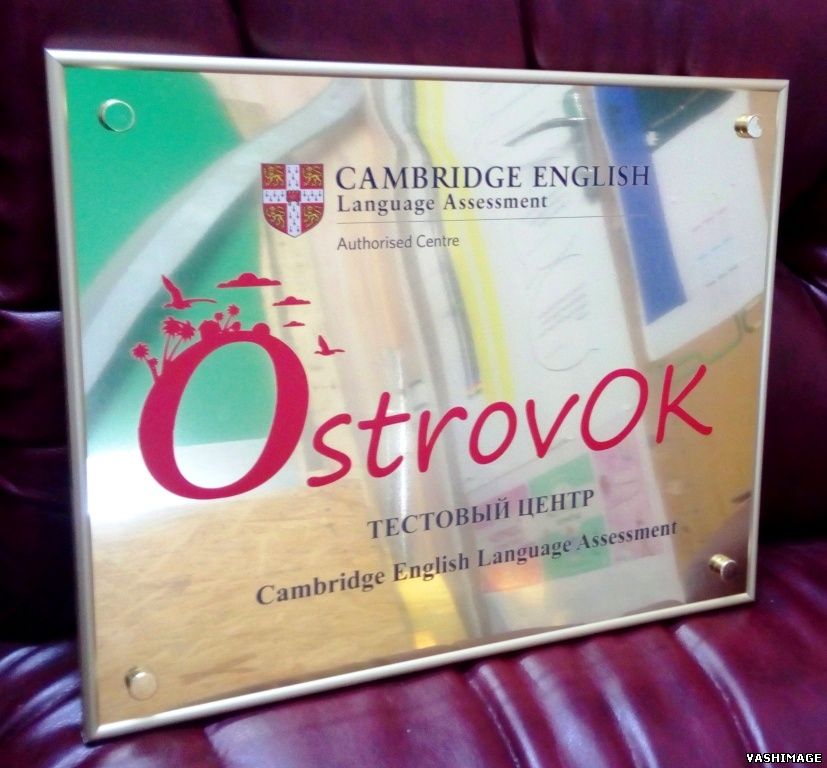 CAMBRIDGE ENGLISH
Language Assessment
Authorised Centre
OstrovOK
ТЕСТОВЫЙ ЦЕНТР
Cambridge English Language Assessment
VASHIMAGE